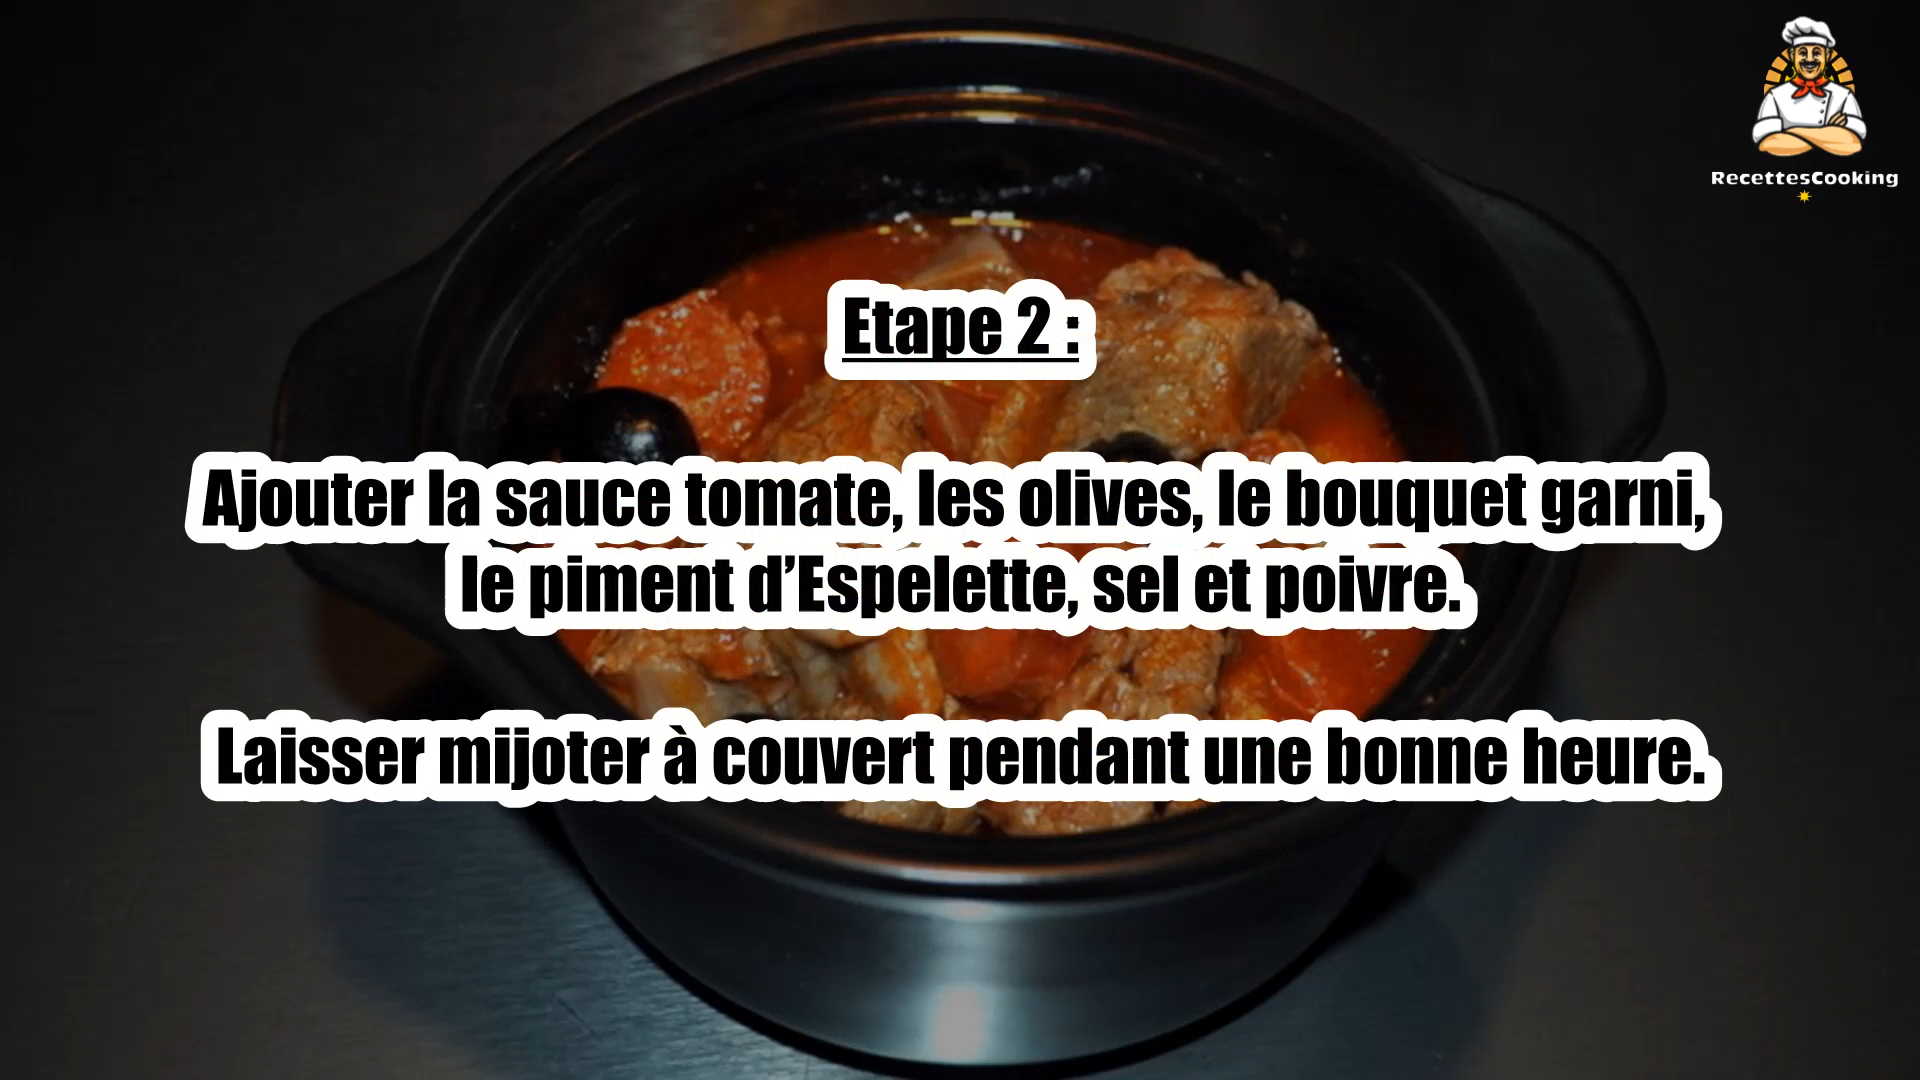 RecettesCooking
Etape 2 :
Ajouter la sauce tomate, les olives, le bouquet garni,
le piment d’Espelette, sel et poivre.
Laisser mijoter à couvert pendant une bonne heure.